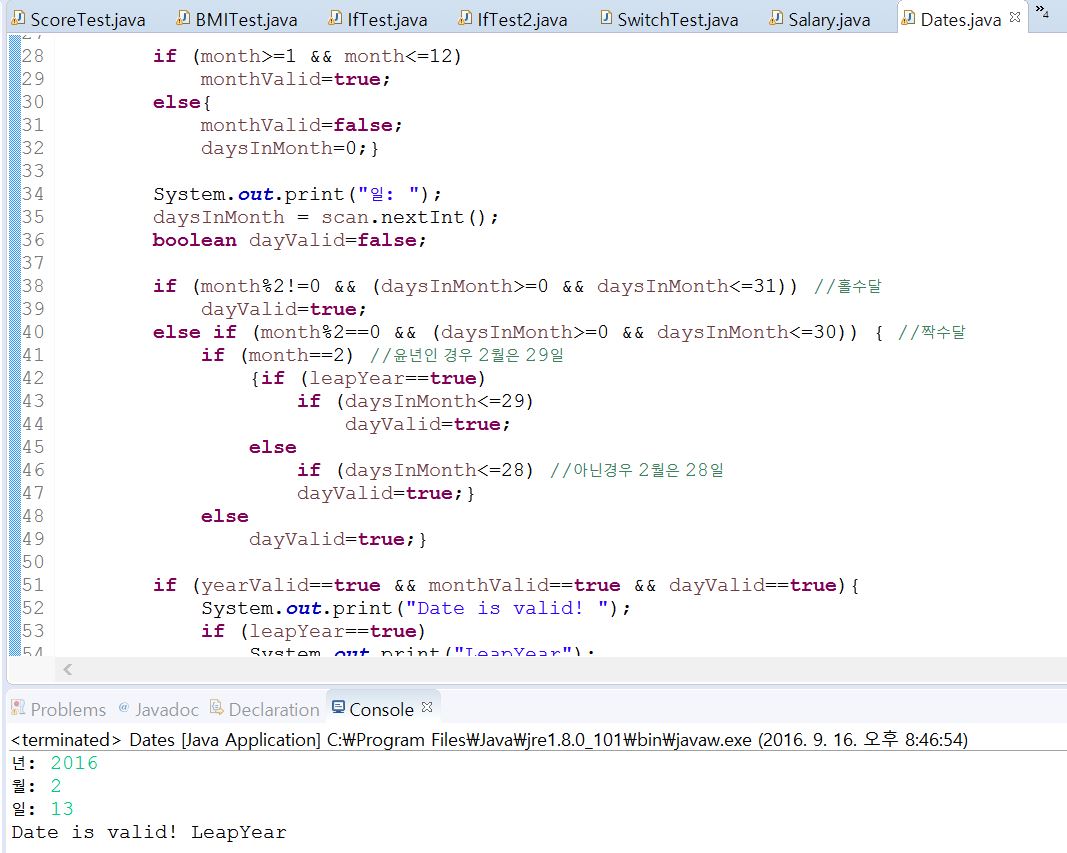 ScoreTest.java BMITest.java IfTest.java IfTest2.java SwitchTest.java Salary.java Dates.java »4
27
28 if (month>=1 && month<=12)
29 monthValid=true;
30 else{
31 monthValid=false;
32 daysInMonth=0;}
33
34 System.out.print("일: ");
35 daysInMonth = scan.nextInt();
36 boolean dayValid=false;
37
38 if (month%2!=0 && (daysInMonth>=0 && daysInMonth<=31)) //홀수달
39 dayValid=true;
40 else if (month%2==0 && (daysInMonth>=0 && daysInMonth<=30)) { //짝수달
41 if (month==2) //윤년인 경우 2월은 29일
42 {if (leapYear==true)
43 if (daysInMonth<=29)
44 dayValid=true;
45 else
46 if (daysInMonth<=28) //아닌경우 2월은 28일
47 dayValid=true;}
48 else
49 dayValid=true;}
50
51 if (yearValid==true && monthValid==true && dayValid==true){
52 System.out.print("Date is valid! ");
53 if (leapYear==true)
54 System.out.print("LeapYear");
Problems @ Javadoc Declaration Console
<terminated> Dates [Java Application] C:₩Program Files₩Java₩jre1.8.0_101₩bin₩javaw.exe (2016. 9. 16. 오후 8:46:54)
년: 2016
월: 2
일: 13
Date is valid! LeapYear